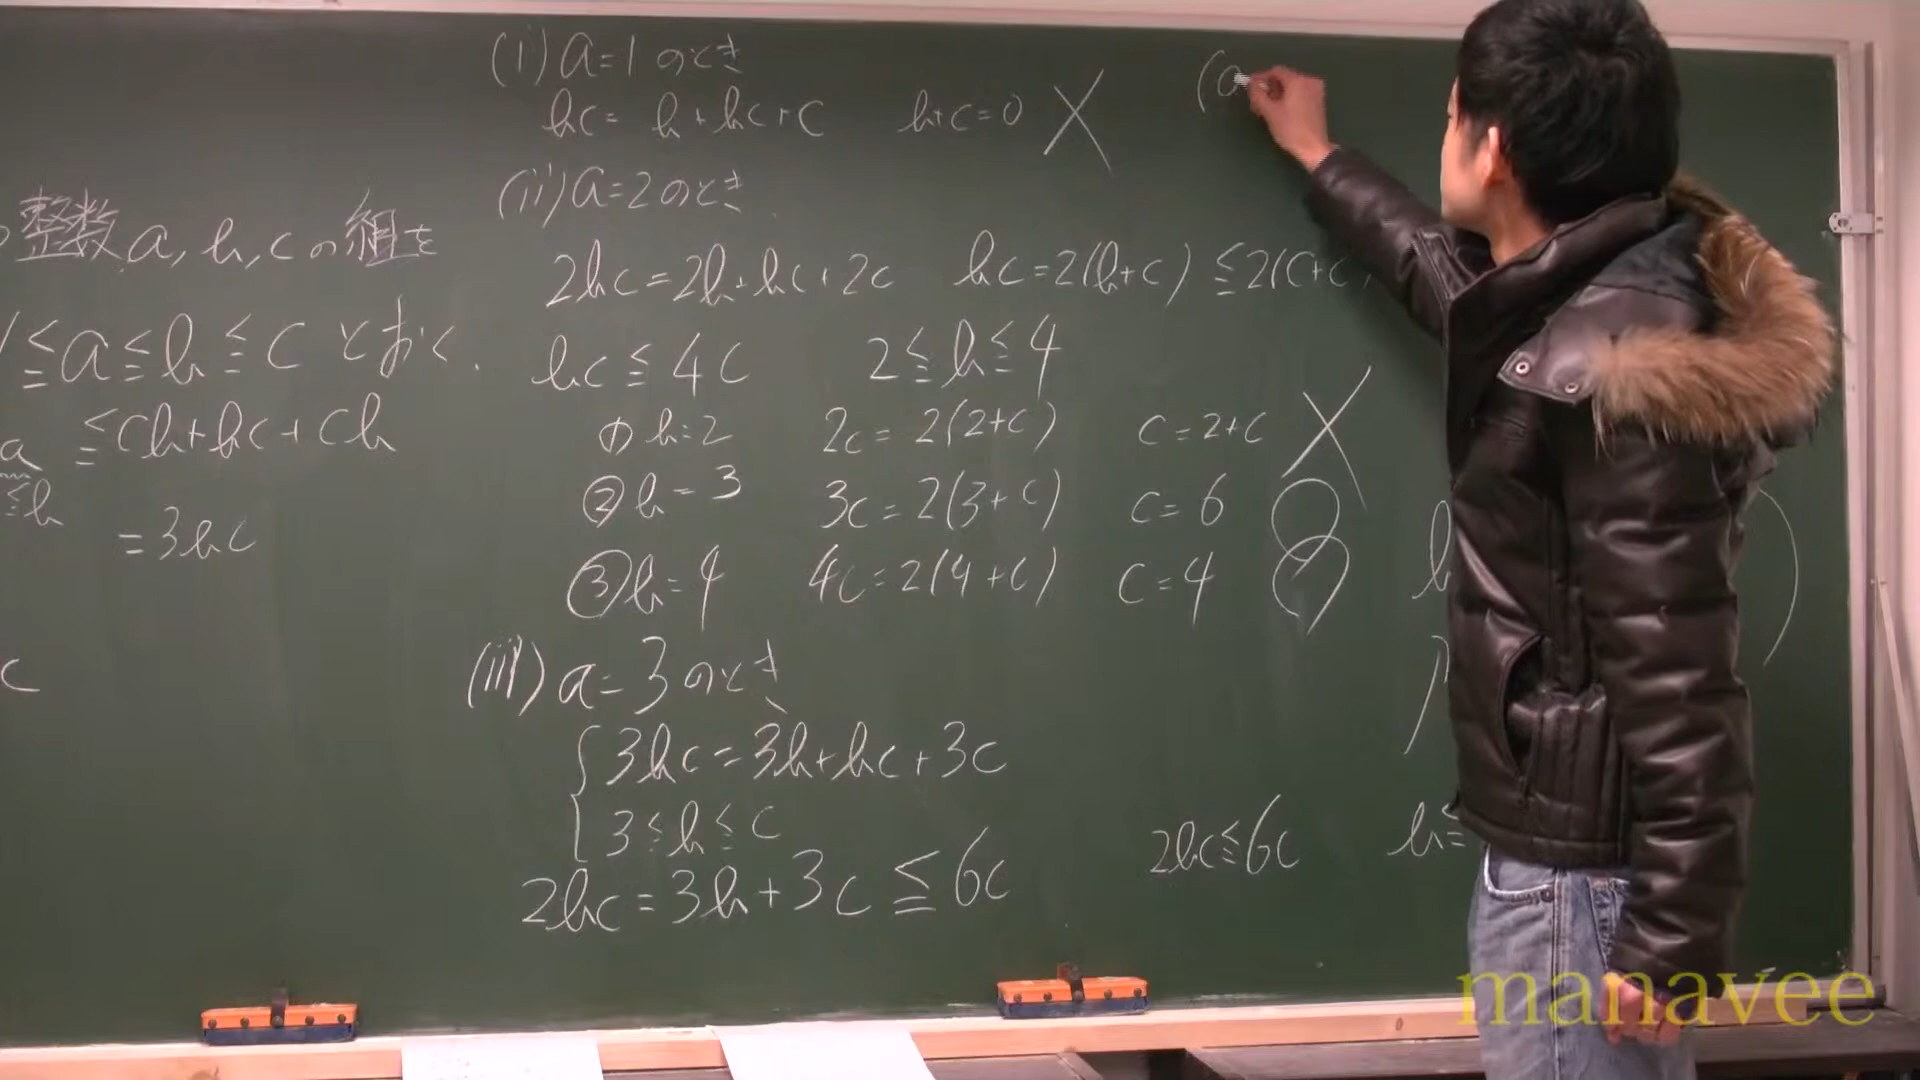 整数a, b, cの組を
1≦a≦b≦cとおく.
a ≦cb+bc+cb
≦b
=3bc
c
(i) a=1のとき
bc= b+bc+c b+c=0 ×
(ii) a=2のとき
2bc=2b+bc+2c bc=2(b+c) ≦2(c+c
bc≦4c 2≦b≦4
① b=2 2c=2(2+c) c=2+c ×
② b=3 3c=2(3+c) c=6
③ b=4 4c=2(4+c) c=4
(iii) a=3のとき、
3bc=3b+bc+3c
3≦b≦c
2bc=3b+3c≦6c 2bc≦6c b≦
(a
manavee